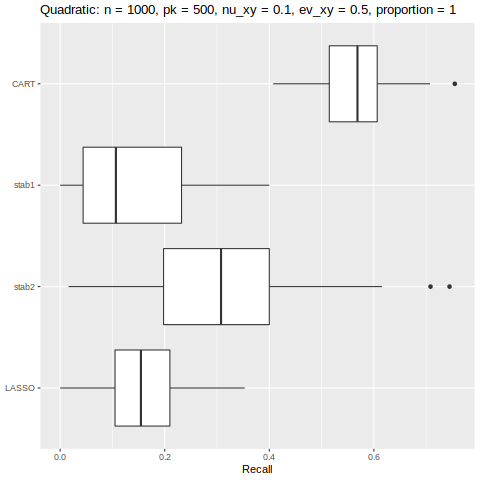 Quadratic: n = 1000, pk = 500, nu_xy = 0.1, ev_xy = 0.5, proportion = 1
CART
stab1
stab2
LASSO
0.0 0.2 0.4 0.6
Recall